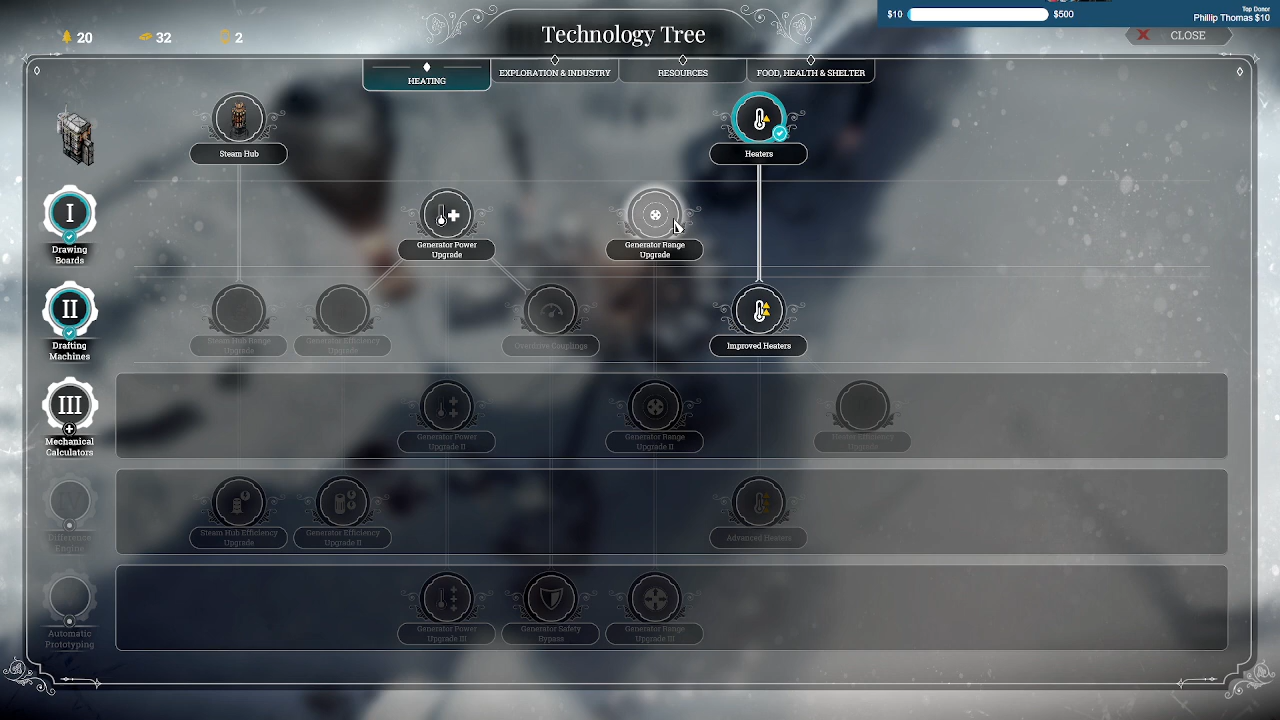 20
32
2
Technology Tree
$10
$500
Top Donor
Phillip Thomas $10
CLOSE
HEATING
EXPLORATION & INDUSTRY
RESOURCES
FOOD, HEALTH & SHELTER
Steam Hub
Heaters
I
Drawing
Boards
Generator Power
Upgrade
Generator Range
Upgrade
II
Drafting
Machines
Steam Hub Range
Upgrade
Generator Efficiency
Upgrade
Overdrive Couplings
Improved Heaters
III
Mechanical
Calculators
Generator Power
Upgrade II
Generator Range
Upgrade II
Heater Efficiency
Upgrade
IV
Difference
Engine
Steam Hub Efficiency
Upgrade
Generator Efficiency
Upgrade II
Advanced Heaters
Automatic
Prototyping
Generator Power
Upgrade III
Generator Safety
Bypass
Generator Range
Upgrade III